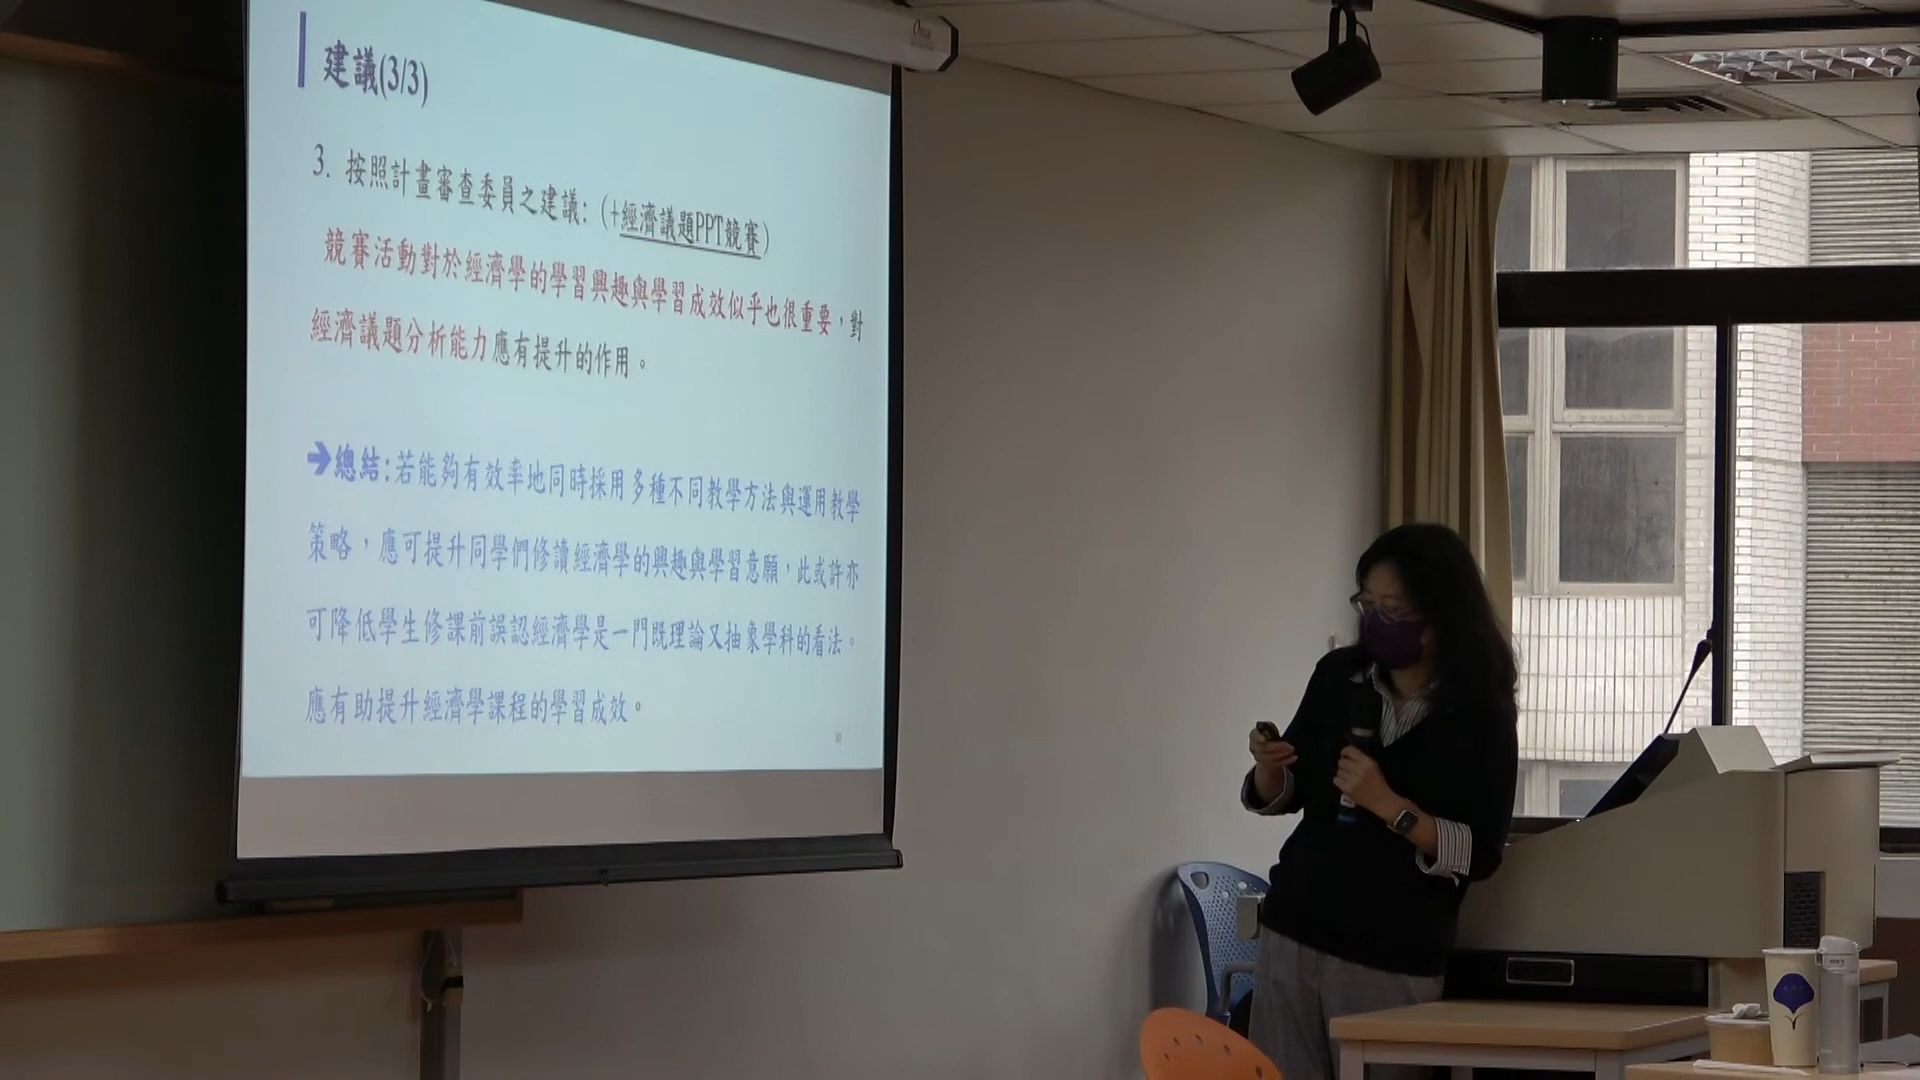 建議(3/3)
3. 按照計畫審查委員之建議:(+經濟議題PPT競賽)
競賽活動對於經濟學的學習興趣與學習成效似乎也很重要，對
經濟議題分析能力應有提升的作用。
➔總結:若能夠有效率地同時採用多種不同教學方法與運用教學
策略，應可提升同學們修讀經濟學的興趣與學習意願，此或許亦
可降低學生修課前誤認經濟學是一門既理論又抽象學科的看法。
應有助提升經濟學課程的學習成效。